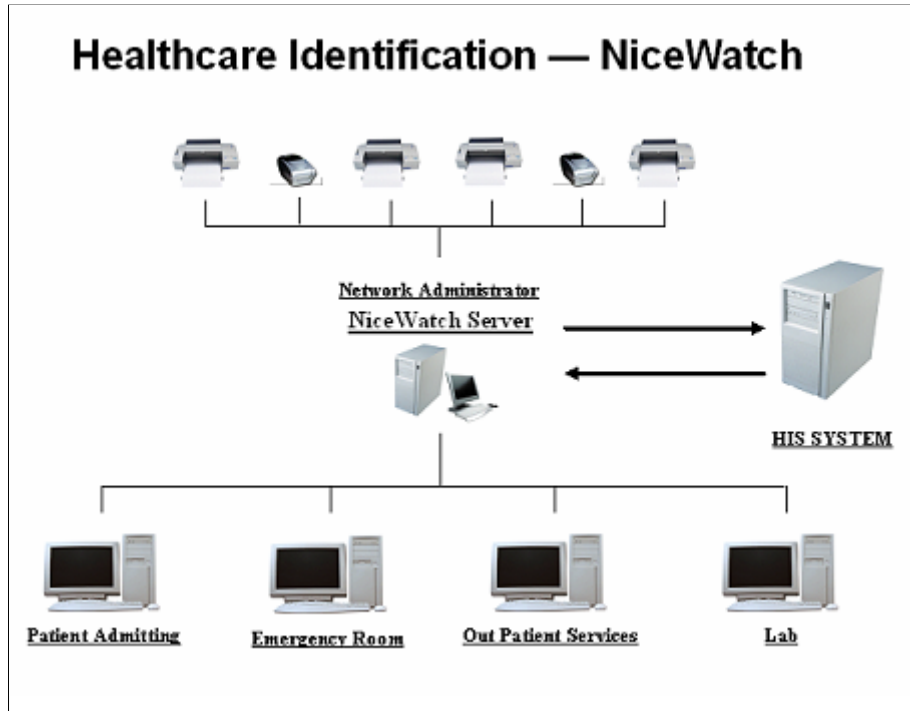 Healthcare Identification — NiceWatch
Network Administrator
NiceWatch Server
HIS SYSTEM
Patient Admitting
Emergency Room
Out Patient Services
Lab